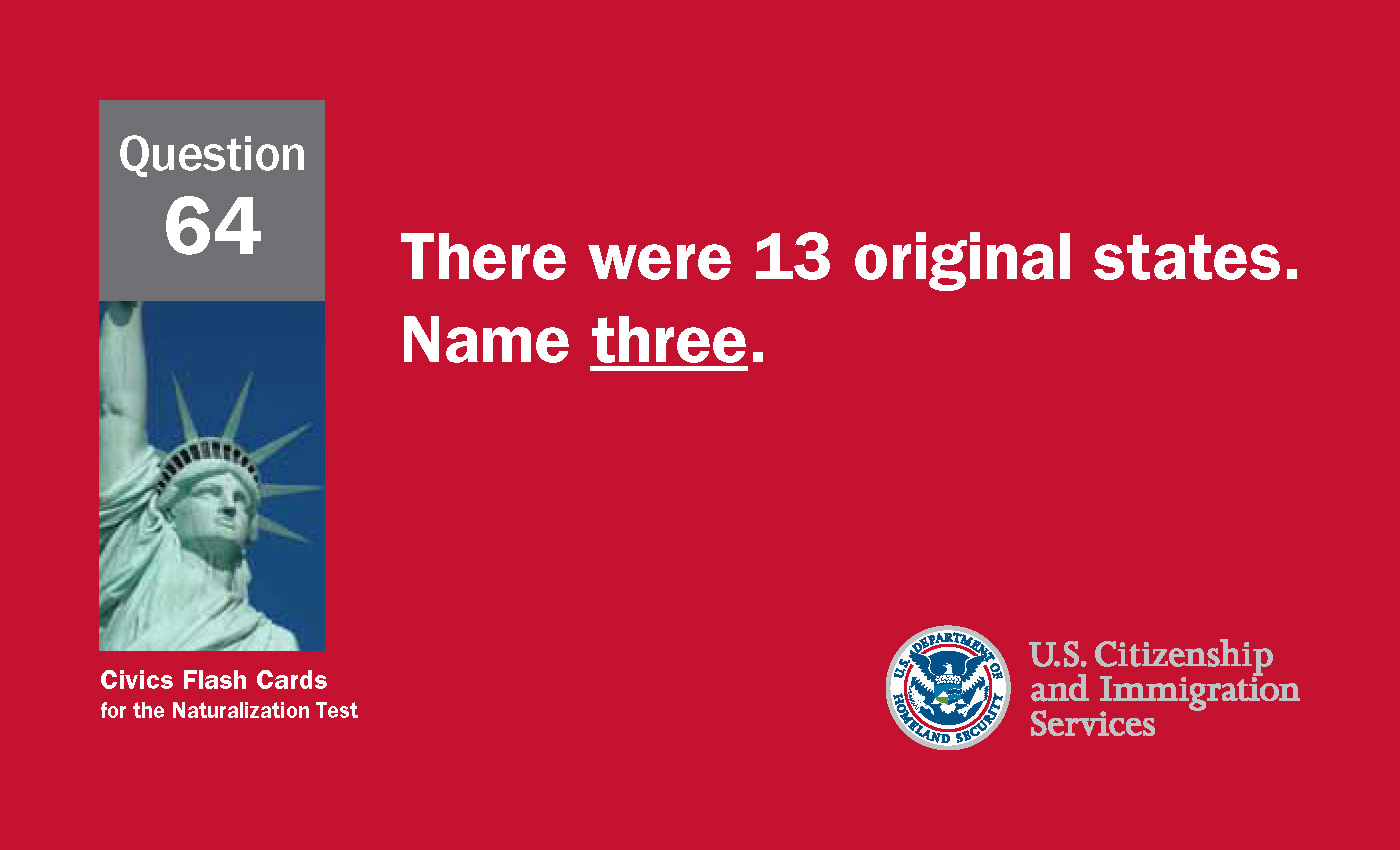 Question
64
There were 13 original states.
Name three.
Civics Flash Cards
for the Naturalization Test
U.S. DEPARTMENT OF
HOMELAND SECURITY
U.S. Citizenship
and Immigration
Services